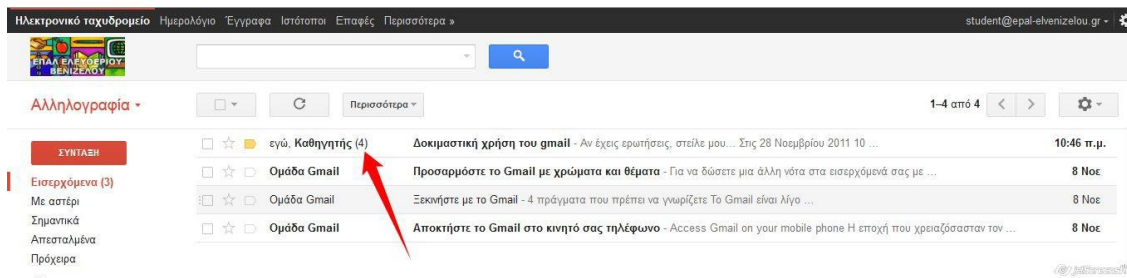 Ηλεκτρονικό ταχυδρομείο Ημερολόγιο Έγγραφα Ιστότοποι Επαφές Περισσότερα » student@epal-elvenizelou.gr
ΕΠΑΛ ΕΛΕΥΘΕΡΙΟΥ
ΒΕΝΙΖΕΛΟΥ
Αλληλογραφία Περισσότερα 1–4 από 4
ΣΥΝΤΑΞΗ
Εισερχόμενα (3)
Με αστέρι
Σημαντικά
Απεσταλμένα
Πρόχειρα
εγώ, Καθηγητής (4) Δοκιμαστική χρήση του gmail - Αν έχεις ερωτήσεις, στείλε μου... Στις 28 Νοεμβρίου 2011 10 ... 10:46 π.μ.
Ομάδα Gmail Προσαρμόστε το Gmail με χρώματα και θέματα - Για να δώσετε μια άλλη νότα στα εισερχόμενά σας με ... 8 Νοε
Ομάδα Gmail Ξεκινήστε με το Gmail - 4 πράγματα που πρέπει να γνωρίζετε Το Gmail είναι λίγο ... 8 Νοε
Ομάδα Gmail Αποκτήστε το Gmail στο κινητό σας τηλέφωνο - Access Gmail on your mobile phone Η εποχή που χρειαζόσασταν τον ... 8 Νοε